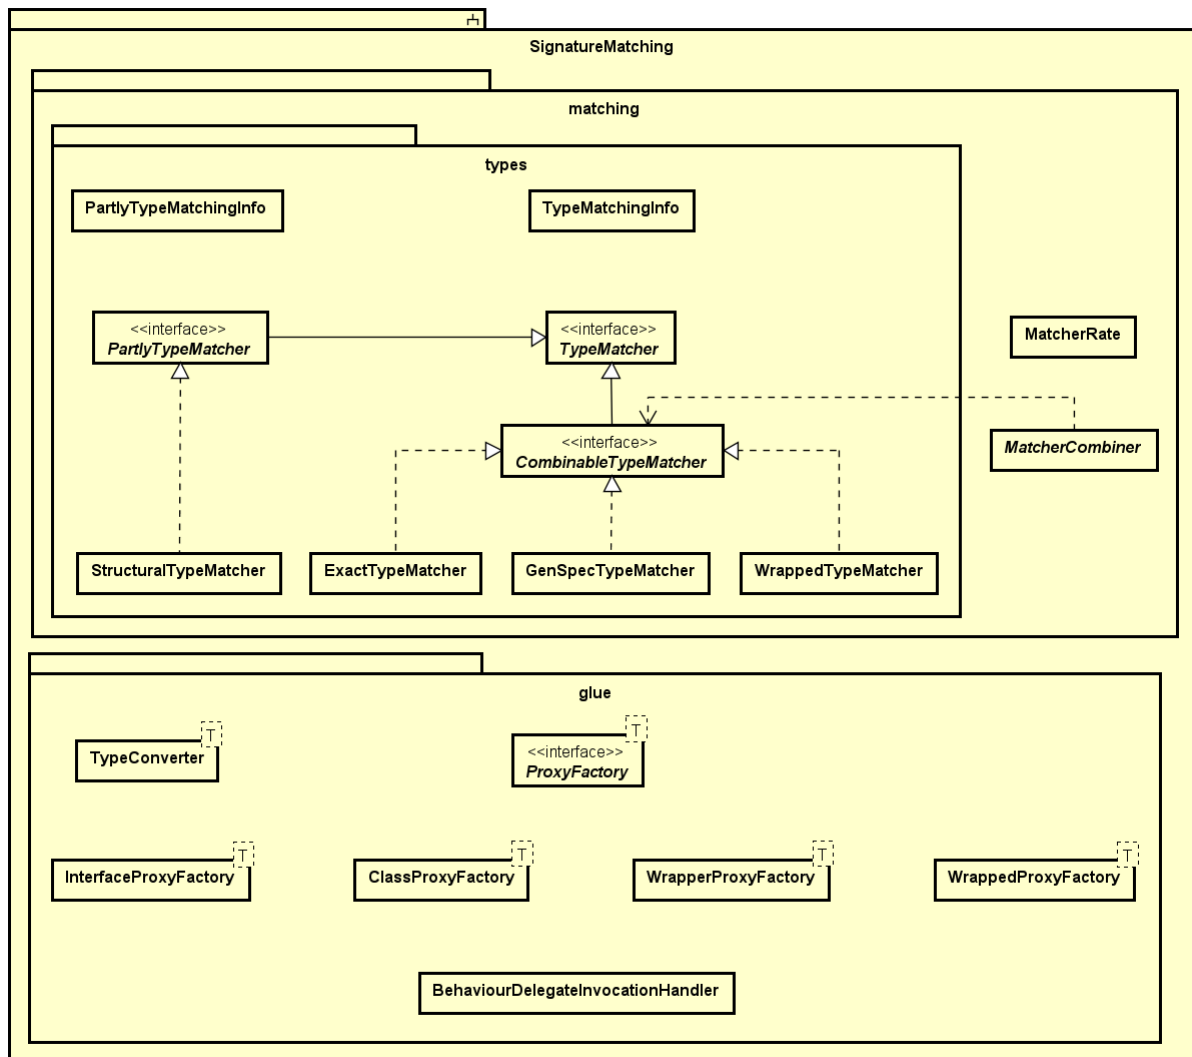 SignatureMatching
matching
types
PartlyTypeMatchingInfo
TypeMatchingInfo
<<interface>>
PartlyTypeMatcher
<<interface>>
TypeMatcher
MatcherRate
<<interface>>
CombinableTypeMatcher
MatcherCombiner
StructuralTypeMatcher
ExactTypeMatcher
GenSpecTypeMatcher
WrappedTypeMatcher
glue
T
TypeConverter
T
<<interface>>
ProxyFactory
T
InterfaceProxyFactory
T
ClassProxyFactory
T
WrapperProxyFactory
T
WrappedProxyFactory
BehaviourDelegateInvocationHandler